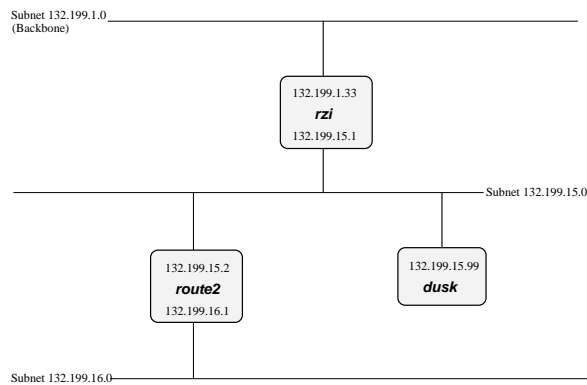 Subnet 132.199.1.0
(Backbone)
132.199.1.33
rzi
132.199.15.1
Subnet 132.199.15.0
132.199.15.2
route2
132.199.16.1
132.199.15.99
dusk
Subnet 132.199.16.0